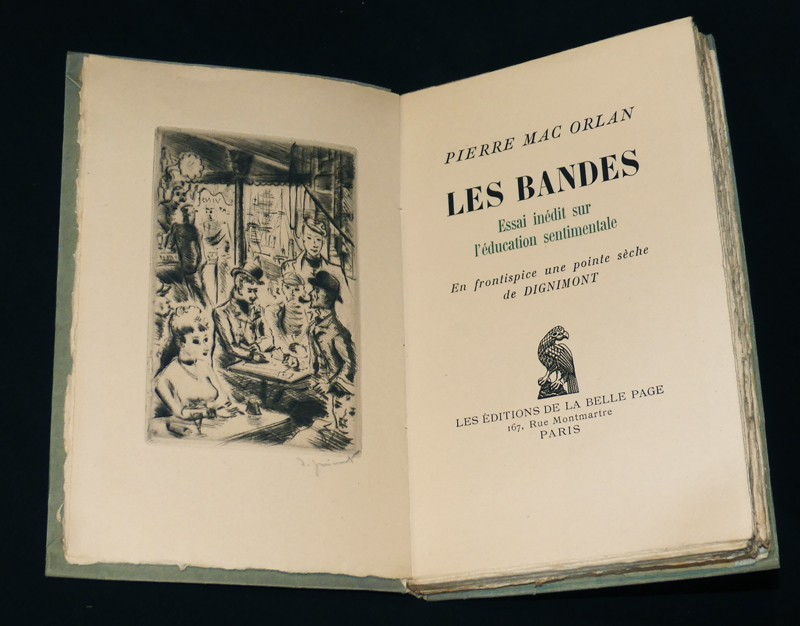 PIERRE MAC ORLAN
LES BANDES
Essai inédit sur
l'éducation sentimentale
En frontispice une pointe sèche
de DIGNIMONT
LES ÉDITIONS DE LA BELLE PAGE
167, Rue Montmartre
PARIS